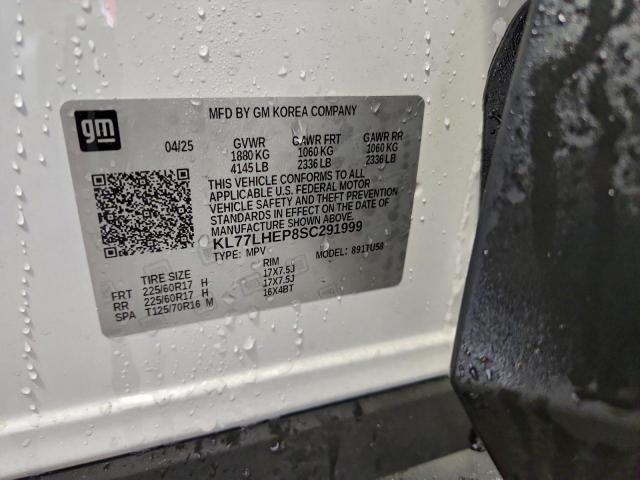 MFD BY GM KOREA COMPANY
gm
04/25 GVWR GAWR FRT GAWR RR
1880 KG 1060 KG 1060 KG
4145 LB 2336 LB 2336 LB
THIS VEHICLE CONFORMS TO ALL
APPLICABLE U.S. FEDERAL MOTOR
VEHICLE SAFETY AND THEFT PREVENTION
STANDARDS IN EFFECT ON THE DATE OF
MANUFACTURE SHOWN ABOVE.
KL77LHEP8SC291999
TYPE: MPV MODEL: 891TU58
TIRE SIZE RIM
FRT 225/60R17 H 17X7.5J
RR 225/60R17 H 17X7.5J
SPA T125/70R16 M 16X4BT